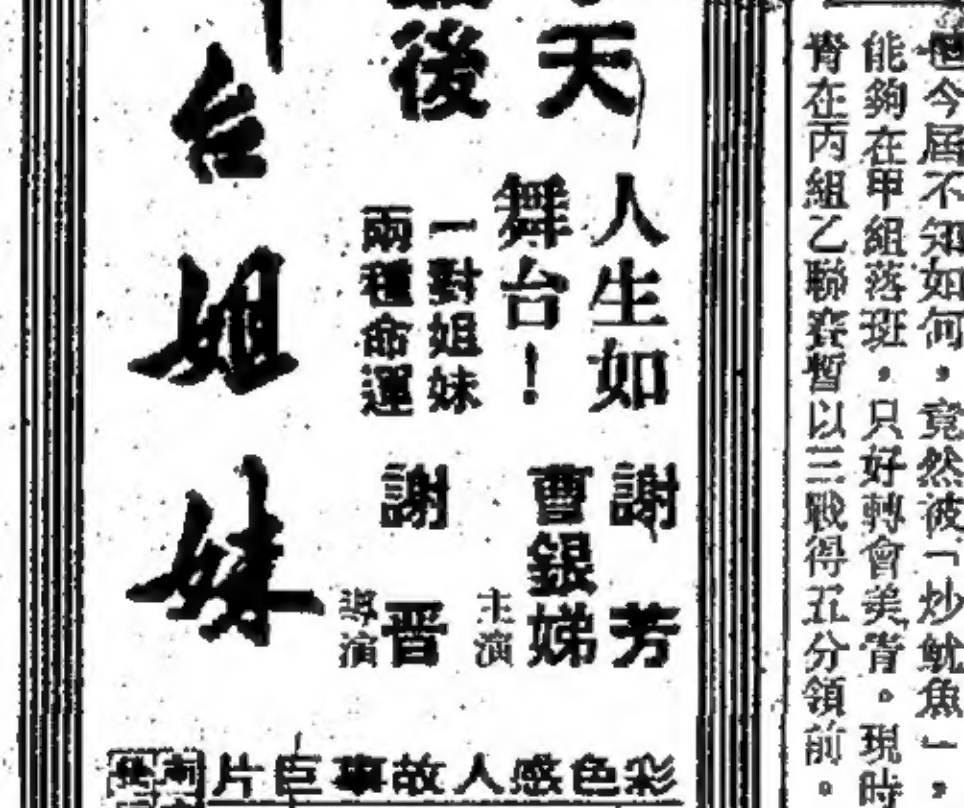 也今屆不知如何，竟然被「炒魷魚」，
能夠在甲組落班，只好轉會美青。現時
青在丙組乙聯賽暫以三戰得五分領前。
天
後
人生如
舞台！
一對姐妹
兩種命運
謝芳
曹銀娣
主演
謝晋
導演
台姐妹
彩色感人故事巨片